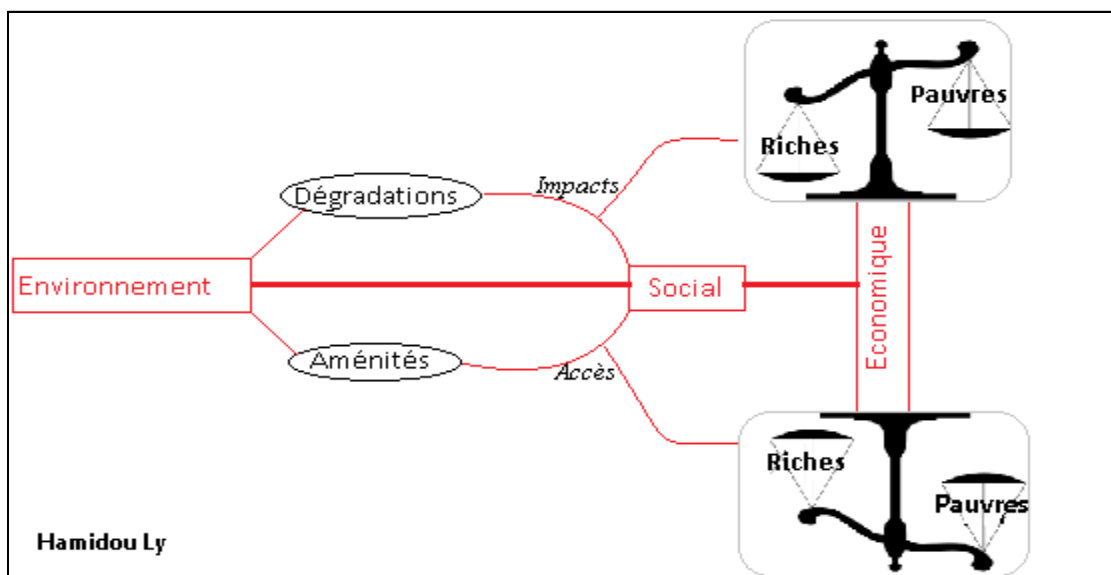 Pauvres
Riches
Dégradations
Impacts
Environnement
Social
Economique
Aménités
Accès
Riches
Pauvres
Hamidou Ly